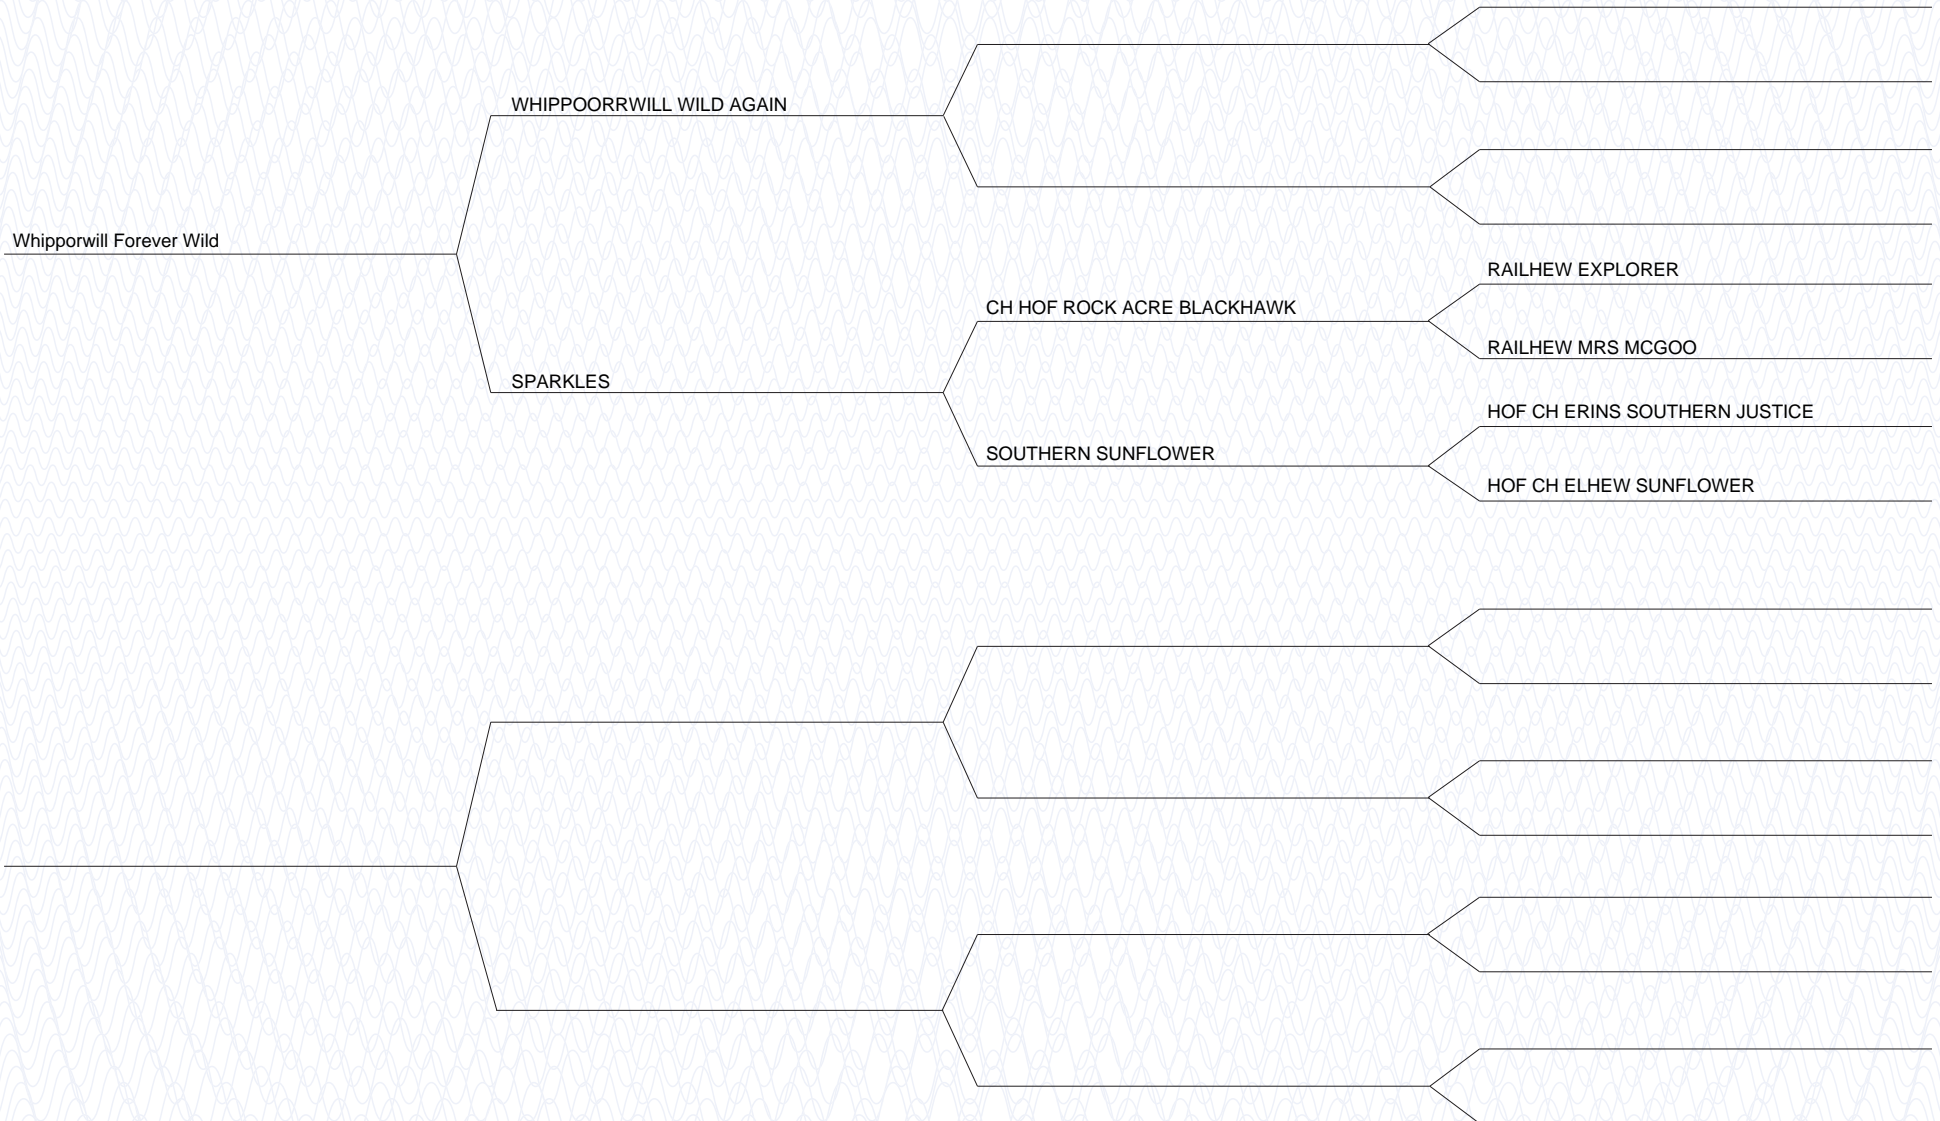 WHIPPOORRWILL WILD AGAIN
Whipporwill Forever Wild
RAILHEW EXPLORER
CH HOF ROCK ACRE BLACKHAWK
RAILHEW MRS MCGOO
SPARKLES
HOF CH ERINS SOUTHERN JUSTICE
SOUTHERN SUNFLOWER
HOF CH ELHEW SUNFLOWER